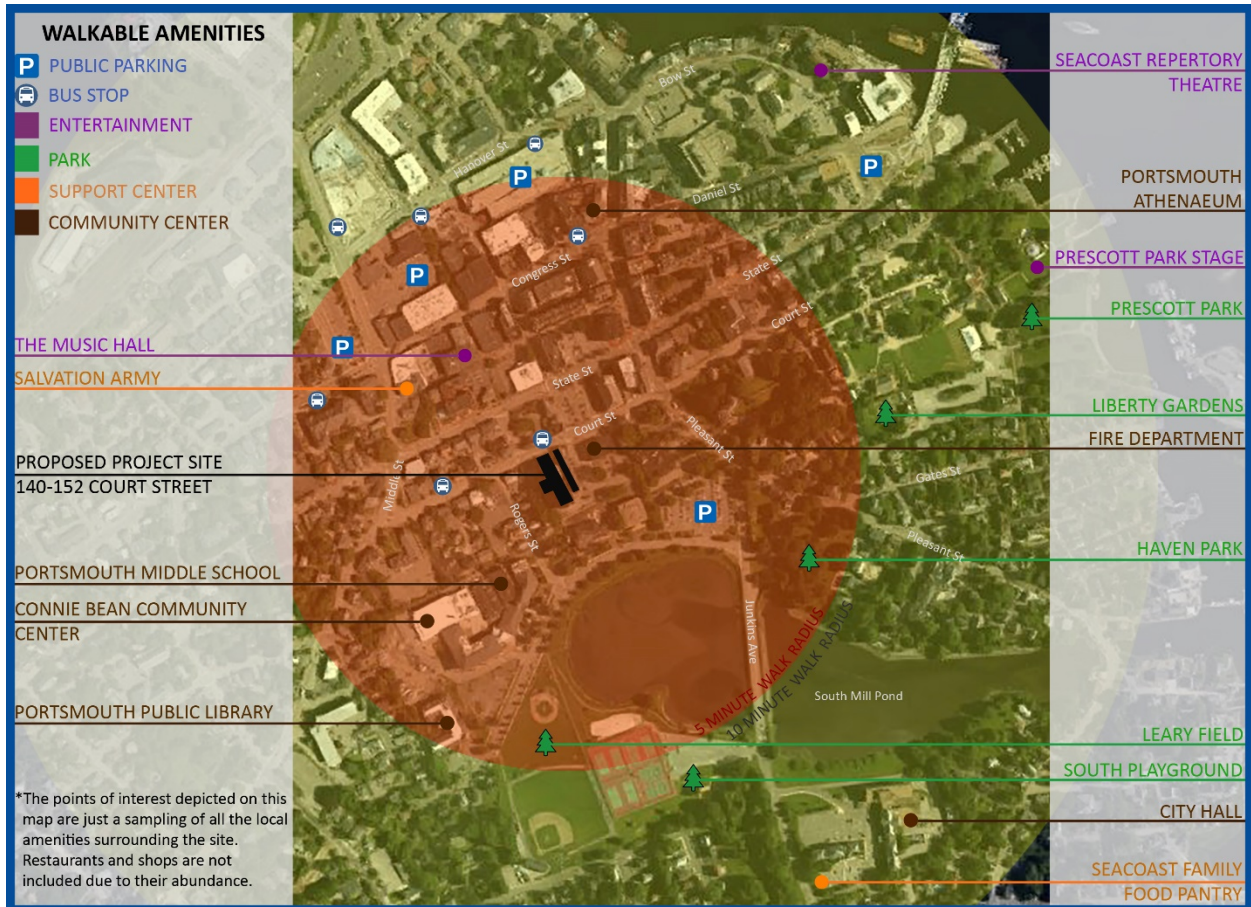 WALKABLE AMENITIES
P PUBLIC PARKING
BUS STOP
ENTERTAINMENT
PARK
SUPPORT CENTER
COMMUNITY CENTER
THE MUSIC HALL
SALVATION ARMY
PROPOSED PROJECT SITE
140-152 COURT STREET
PORTSMOUTH MIDDLE SCHOOL
CONNIE BEAN COMMUNITY
CENTER
PORTSMOUTH PUBLIC LIBRARY
*The points of interest depicted on this
map are just a sampling of all the local
amenities surrounding the site.
Restaurants and shops are not
included due to their abundance.
Bow St
Hanover St
P
P
Daniel St
Congress St
State St
P
Court St
P
State St
Court St
Pleasant St
Middle St
Gates St
Rogers St
P
Pleasant St
Junkins Ave
5 MINUTE WALK RADIUS
10 MINUTE WALK RADIUS
South Mill Pond
SEACOAST REPERTORY
THEATRE
PORTSMOUTH
ATHENAEUM
PRESCOTT PARK STAGE
PRESCOTT PARK
LIBERTY GARDENS
FIRE DEPARTMENT
HAVEN PARK
LEARY FIELD
SOUTH PLAYGROUND
CITY HALL
SEACOAST FAMILY
FOOD PANTRY